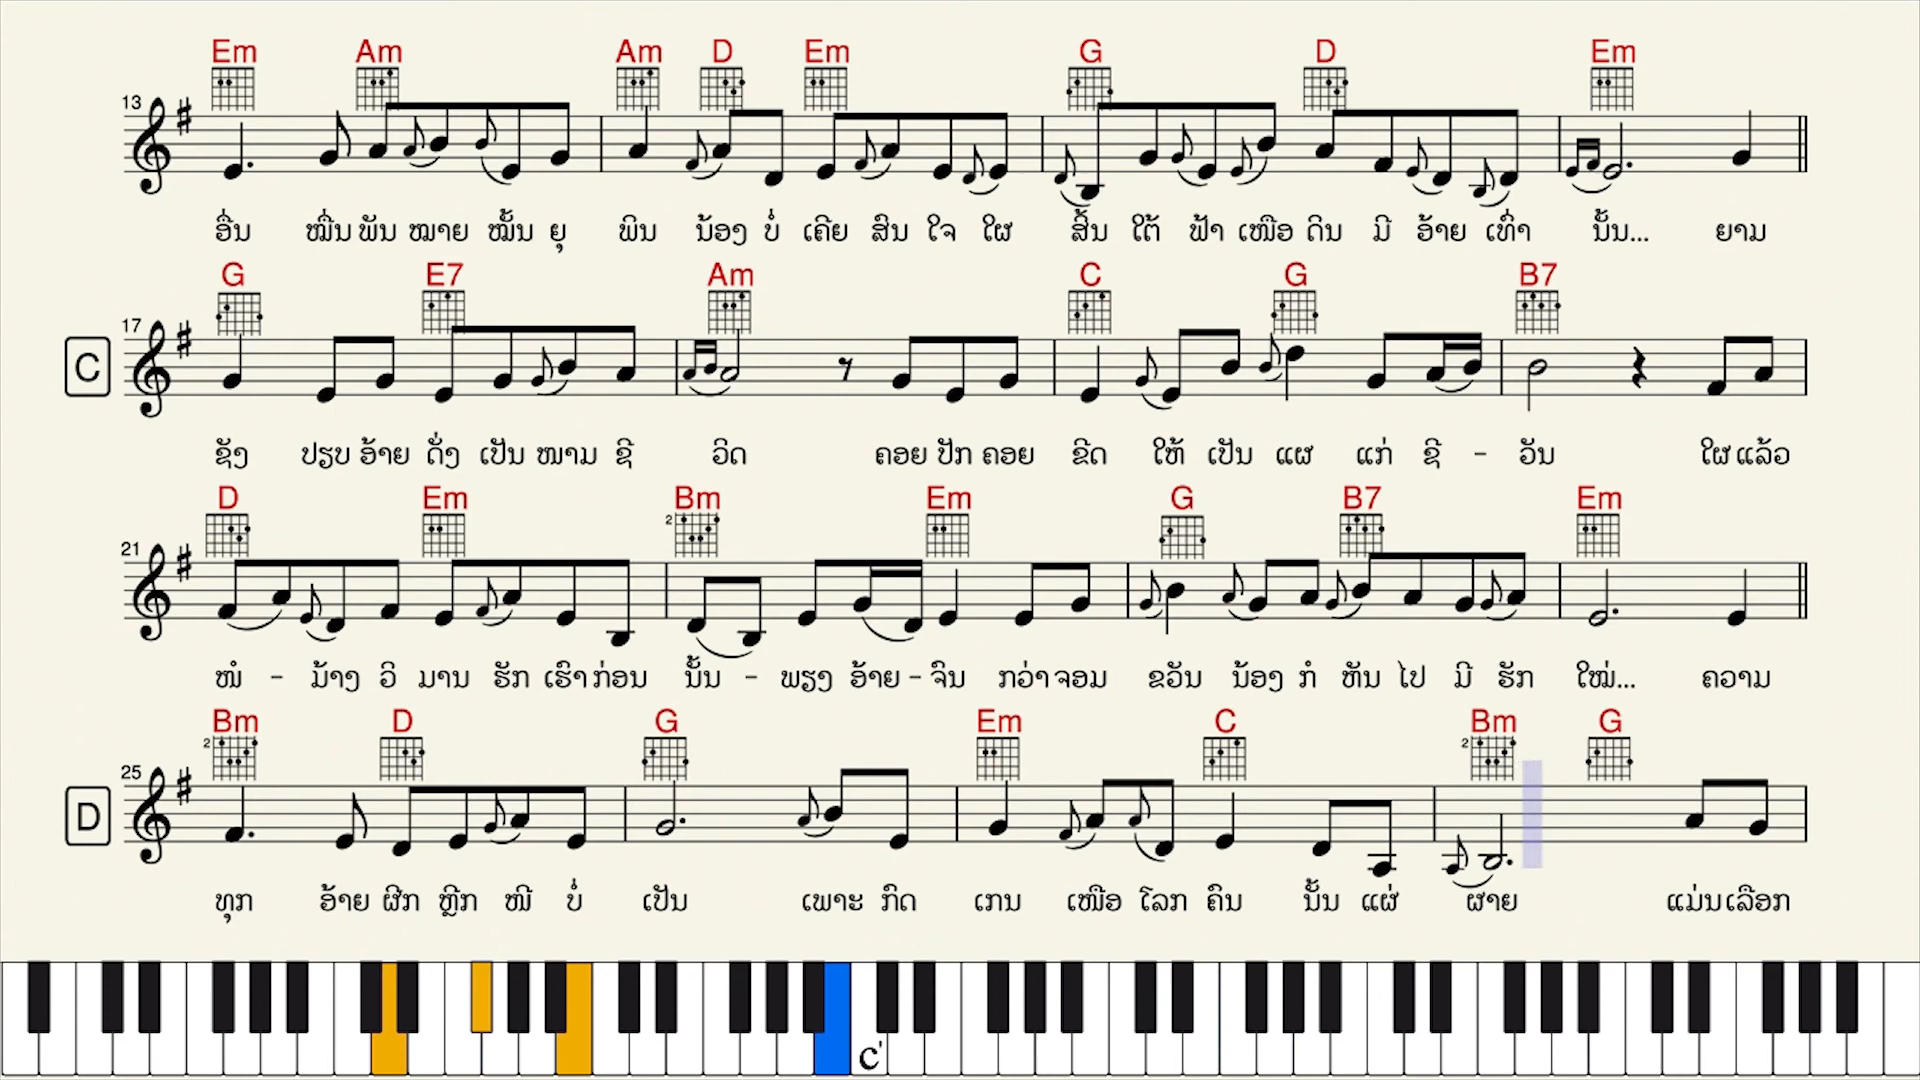 Em Am Am D Em G D Em
13
ອື່ນ ໝື່ນ ພັນ ໝາຍ ໝັ້ນ ຍຸ ພິນ ນ້ອງ ບໍ່ ເຄີຍ ສົນ ໃຈ ໃຜ ສິ້ນ ໃຕ້ ຟ້າ ເໜືອ ດິນ ມີ ອ້າຍ ເທົ່າ ນັ້ນ... ຍາມ
G E7 Am C G B7
17
C
ຊັງ ປຽບ ອ້າຍ ດັ່ງ ເປັນ ໜາມ ຊີ ວິດ ຄອຍ ປັກ ຄອຍ ຂີດ ໃຫ້ ເປັນ ແຜ ແກ່ ຊີ - ວັນ ໃຜ ແລ້ວ
D Em Bm Em G B7 Em
2
21
ໜໍ - ມ້າງ ວິ ມານ ຮັກ ເຮົາ ກ່ອນ ນັ້ນ - ພຽງ ອ້າຍ - ຈົນ ກວ່າ ຈອມ ຂວັນ ນ້ອງ ກໍ ຫັນ ໄປ ມີ ຮັກ ໃໝ່... ຄວາມ
Bm D G Em C Bm G
2 2
25
D
ທຸກ ອ້າຍ ຜີກ ຫຼີກ ໜີ ບໍ່ ເປັນ ເພາະ ກົດ ເກນ ເໜືອ ໂລກ ຄົນ ນັ້ນ ແຜ່ ຜາຍ ແມ່ນ ເລືອກ
c'